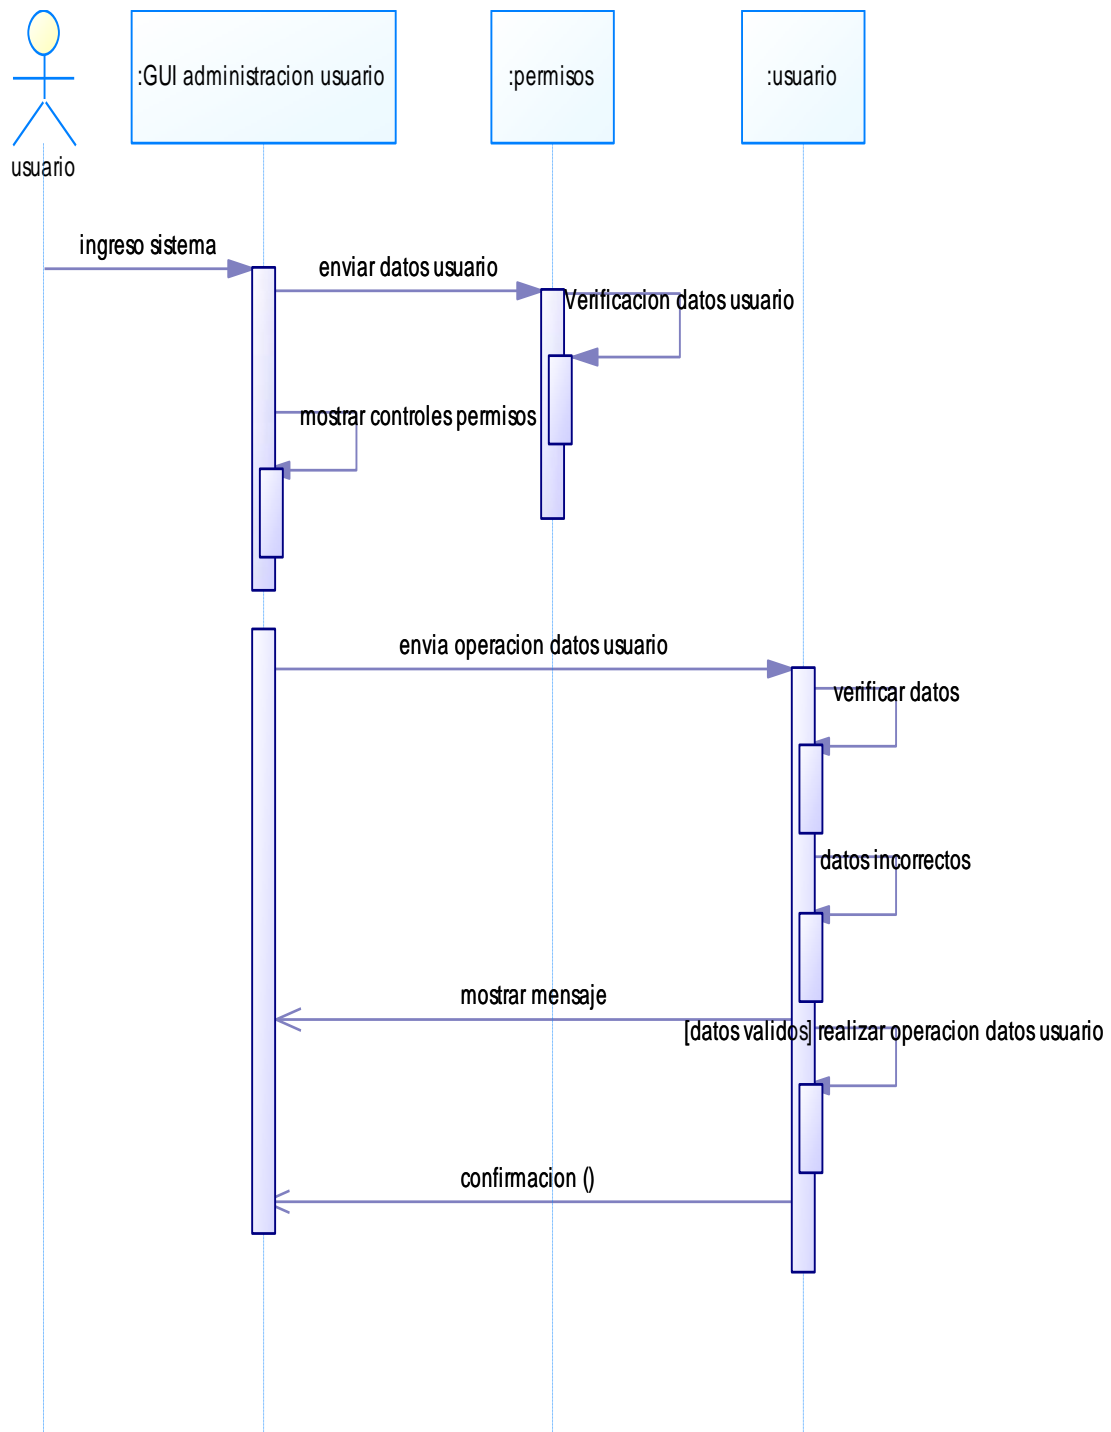 :GUI administracion usuario
:permisos
:usuario
usuario
ingreso sistema
enviar datos usuario
Verificacion datos usuario
mostrar controles permisos
envia operacion datos usuario
verificar datos
datos incorrectos
mostrar mensaje
[datos validos] realizar operacion datos usuario
confirmacion ()